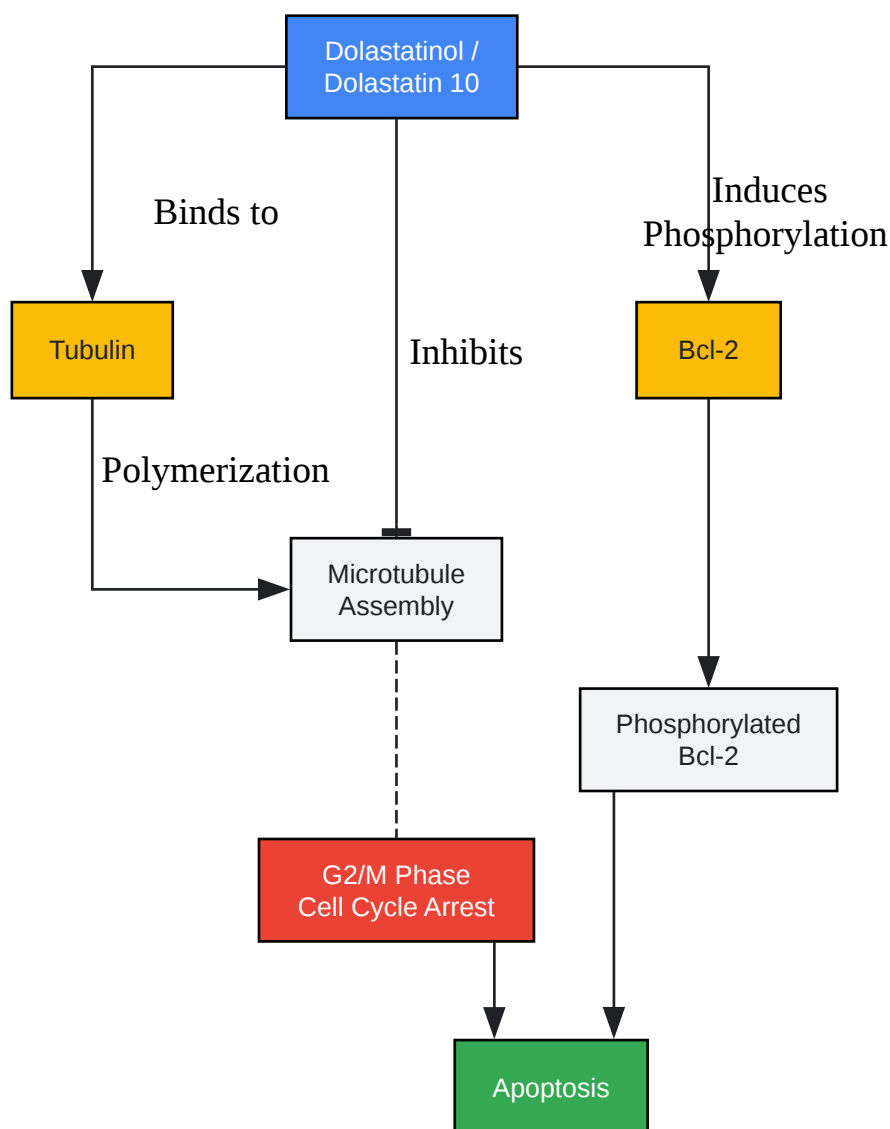 Dolastatinol /
Dolastatin 10
Binds to
Induces
Phosphorylation
Tubulin
Inhibits
Bcl-2
Polymerization
Microtubule
Assembly
Phosphorylated
Bcl-2
G2/M Phase
Cell Cycle Arrest
Apoptosis